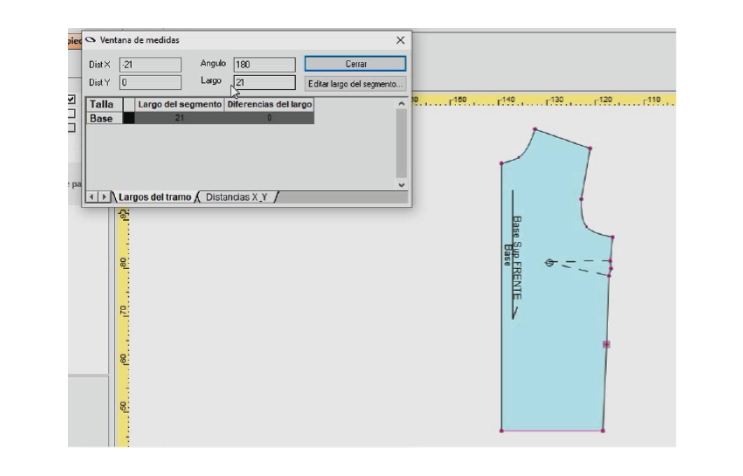 Ventana de medidas
Dist X -21 Angulo 180 Cerrar
Dist Y 0 Largo 21 Editar largo del segmento...
Talla Largo del segmento Diferencias del largo
Base 21 0
Largos del tramo Distancias X_Y
150 140 130 120 110
80
70
60
50
Base Sup FRENTE
Base